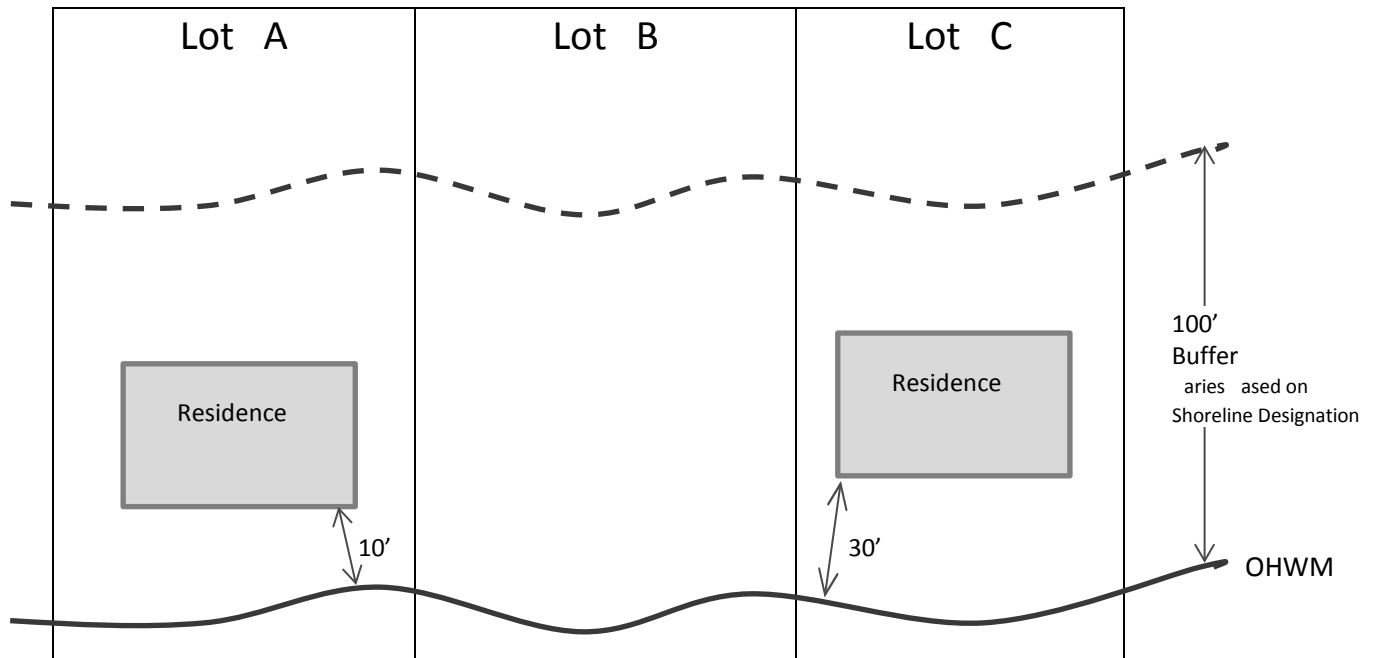 Lot A
Lot B
Lot C
100’
Buffer
aries ased on
Shoreline Designation
Residence
Residence
10’
30’
OHWM